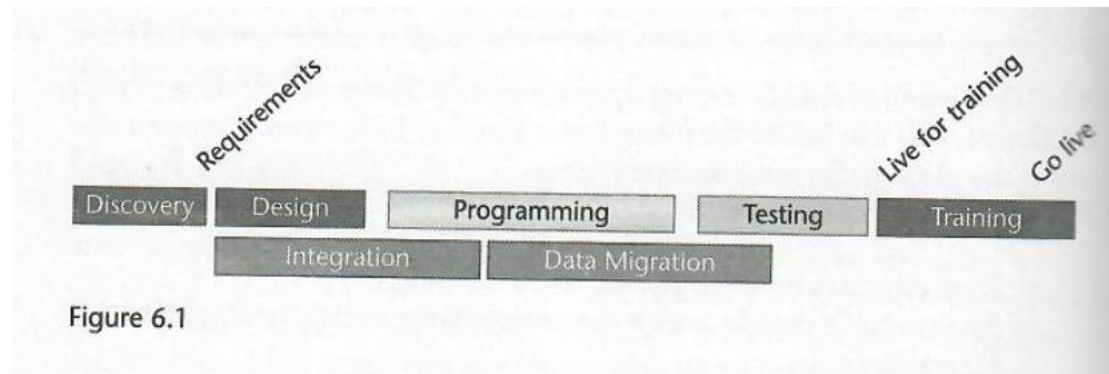 Requirements
Live for training
Go live
Discovery
Design
Programming
Testing
Training
Integration
Data Migration
Figure 6.1